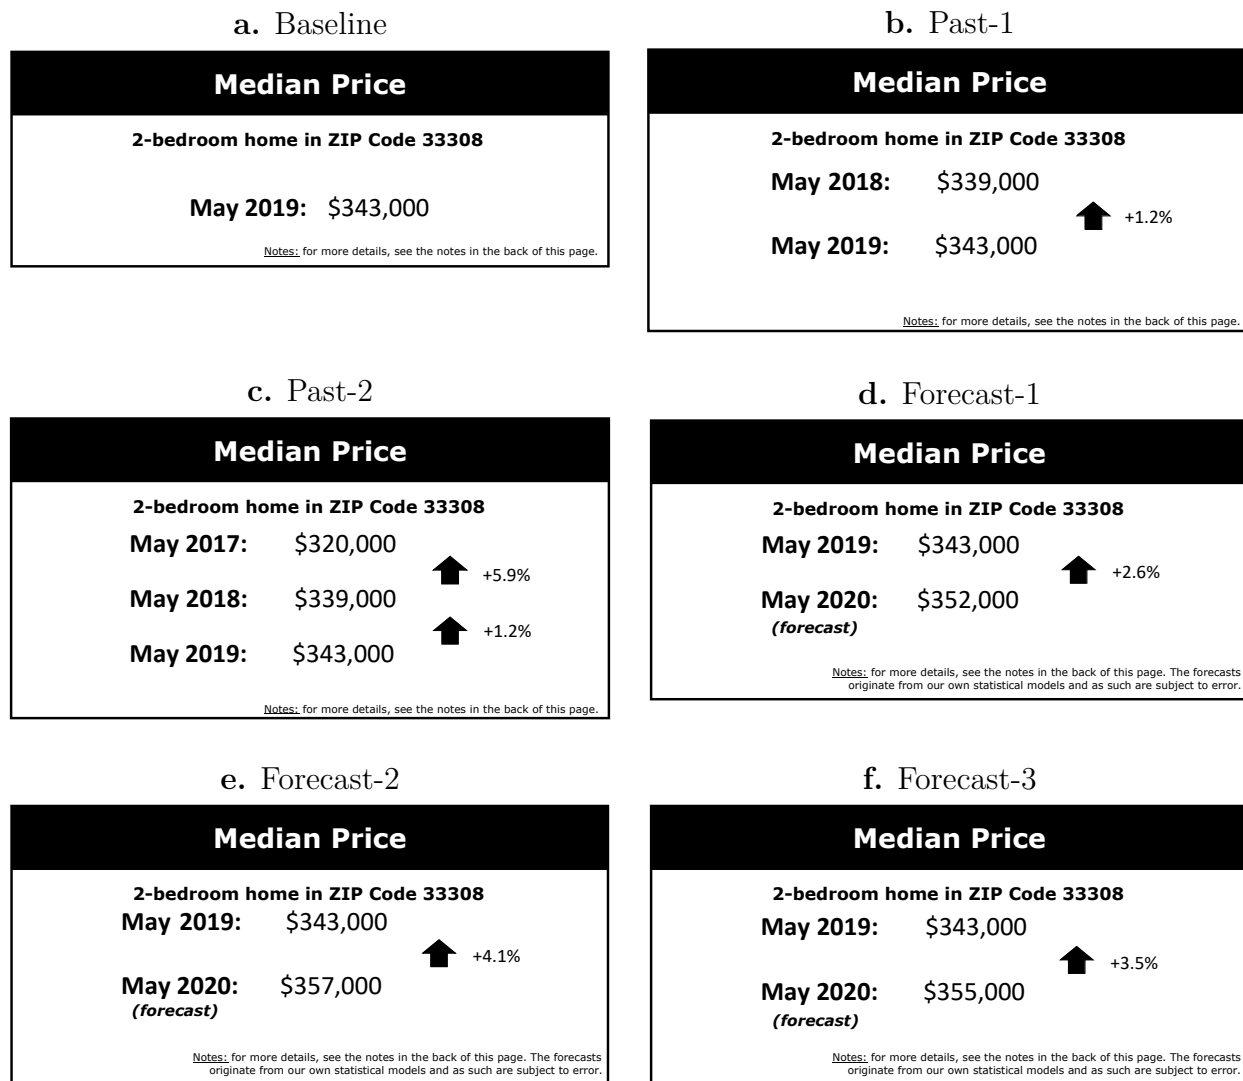 a. Baseline
Median Price
2-bedroom home in ZIP Code 33308
May 2019: $343,000
Notes: for more details, see the notes in the back of this page.
b. Past-1
Median Price
2-bedroom home in ZIP Code 33308
May 2018: $339,000
+1.2%
May 2019: $343,000
Notes: for more details, see the notes in the back of this page.
c. Past-2
Median Price
2-bedroom home in ZIP Code 33308
May 2017: $320,000
+5.9%
May 2018: $339,000
+1.2%
May 2019: $343,000
Notes: for more details, see the notes in the back of this page.
d. Forecast-1
Median Price
2-bedroom home in ZIP Code 33308
May 2019: $343,000
+2.6%
May 2020: $352,000
(forecast)
Notes: for more details, see the notes in the back of this page. The forecasts
originate from our own statistical models and as such are subject to error.
e. Forecast-2
Median Price
2-bedroom home in ZIP Code 33308
May 2019: $343,000
+4.1%
May 2020: $357,000
(forecast)
Notes: for more details, see the notes in the back of this page. The forecasts
originate from our own statistical models and as such are subject to error.
f. Forecast-3
Median Price
2-bedroom home in ZIP Code 33308
May 2019: $343,000
+3.5%
May 2020: $355,000
(forecast)
Notes: for more details, see the notes in the back of this page. The forecasts
originate from our own statistical models and as such are subject to error.